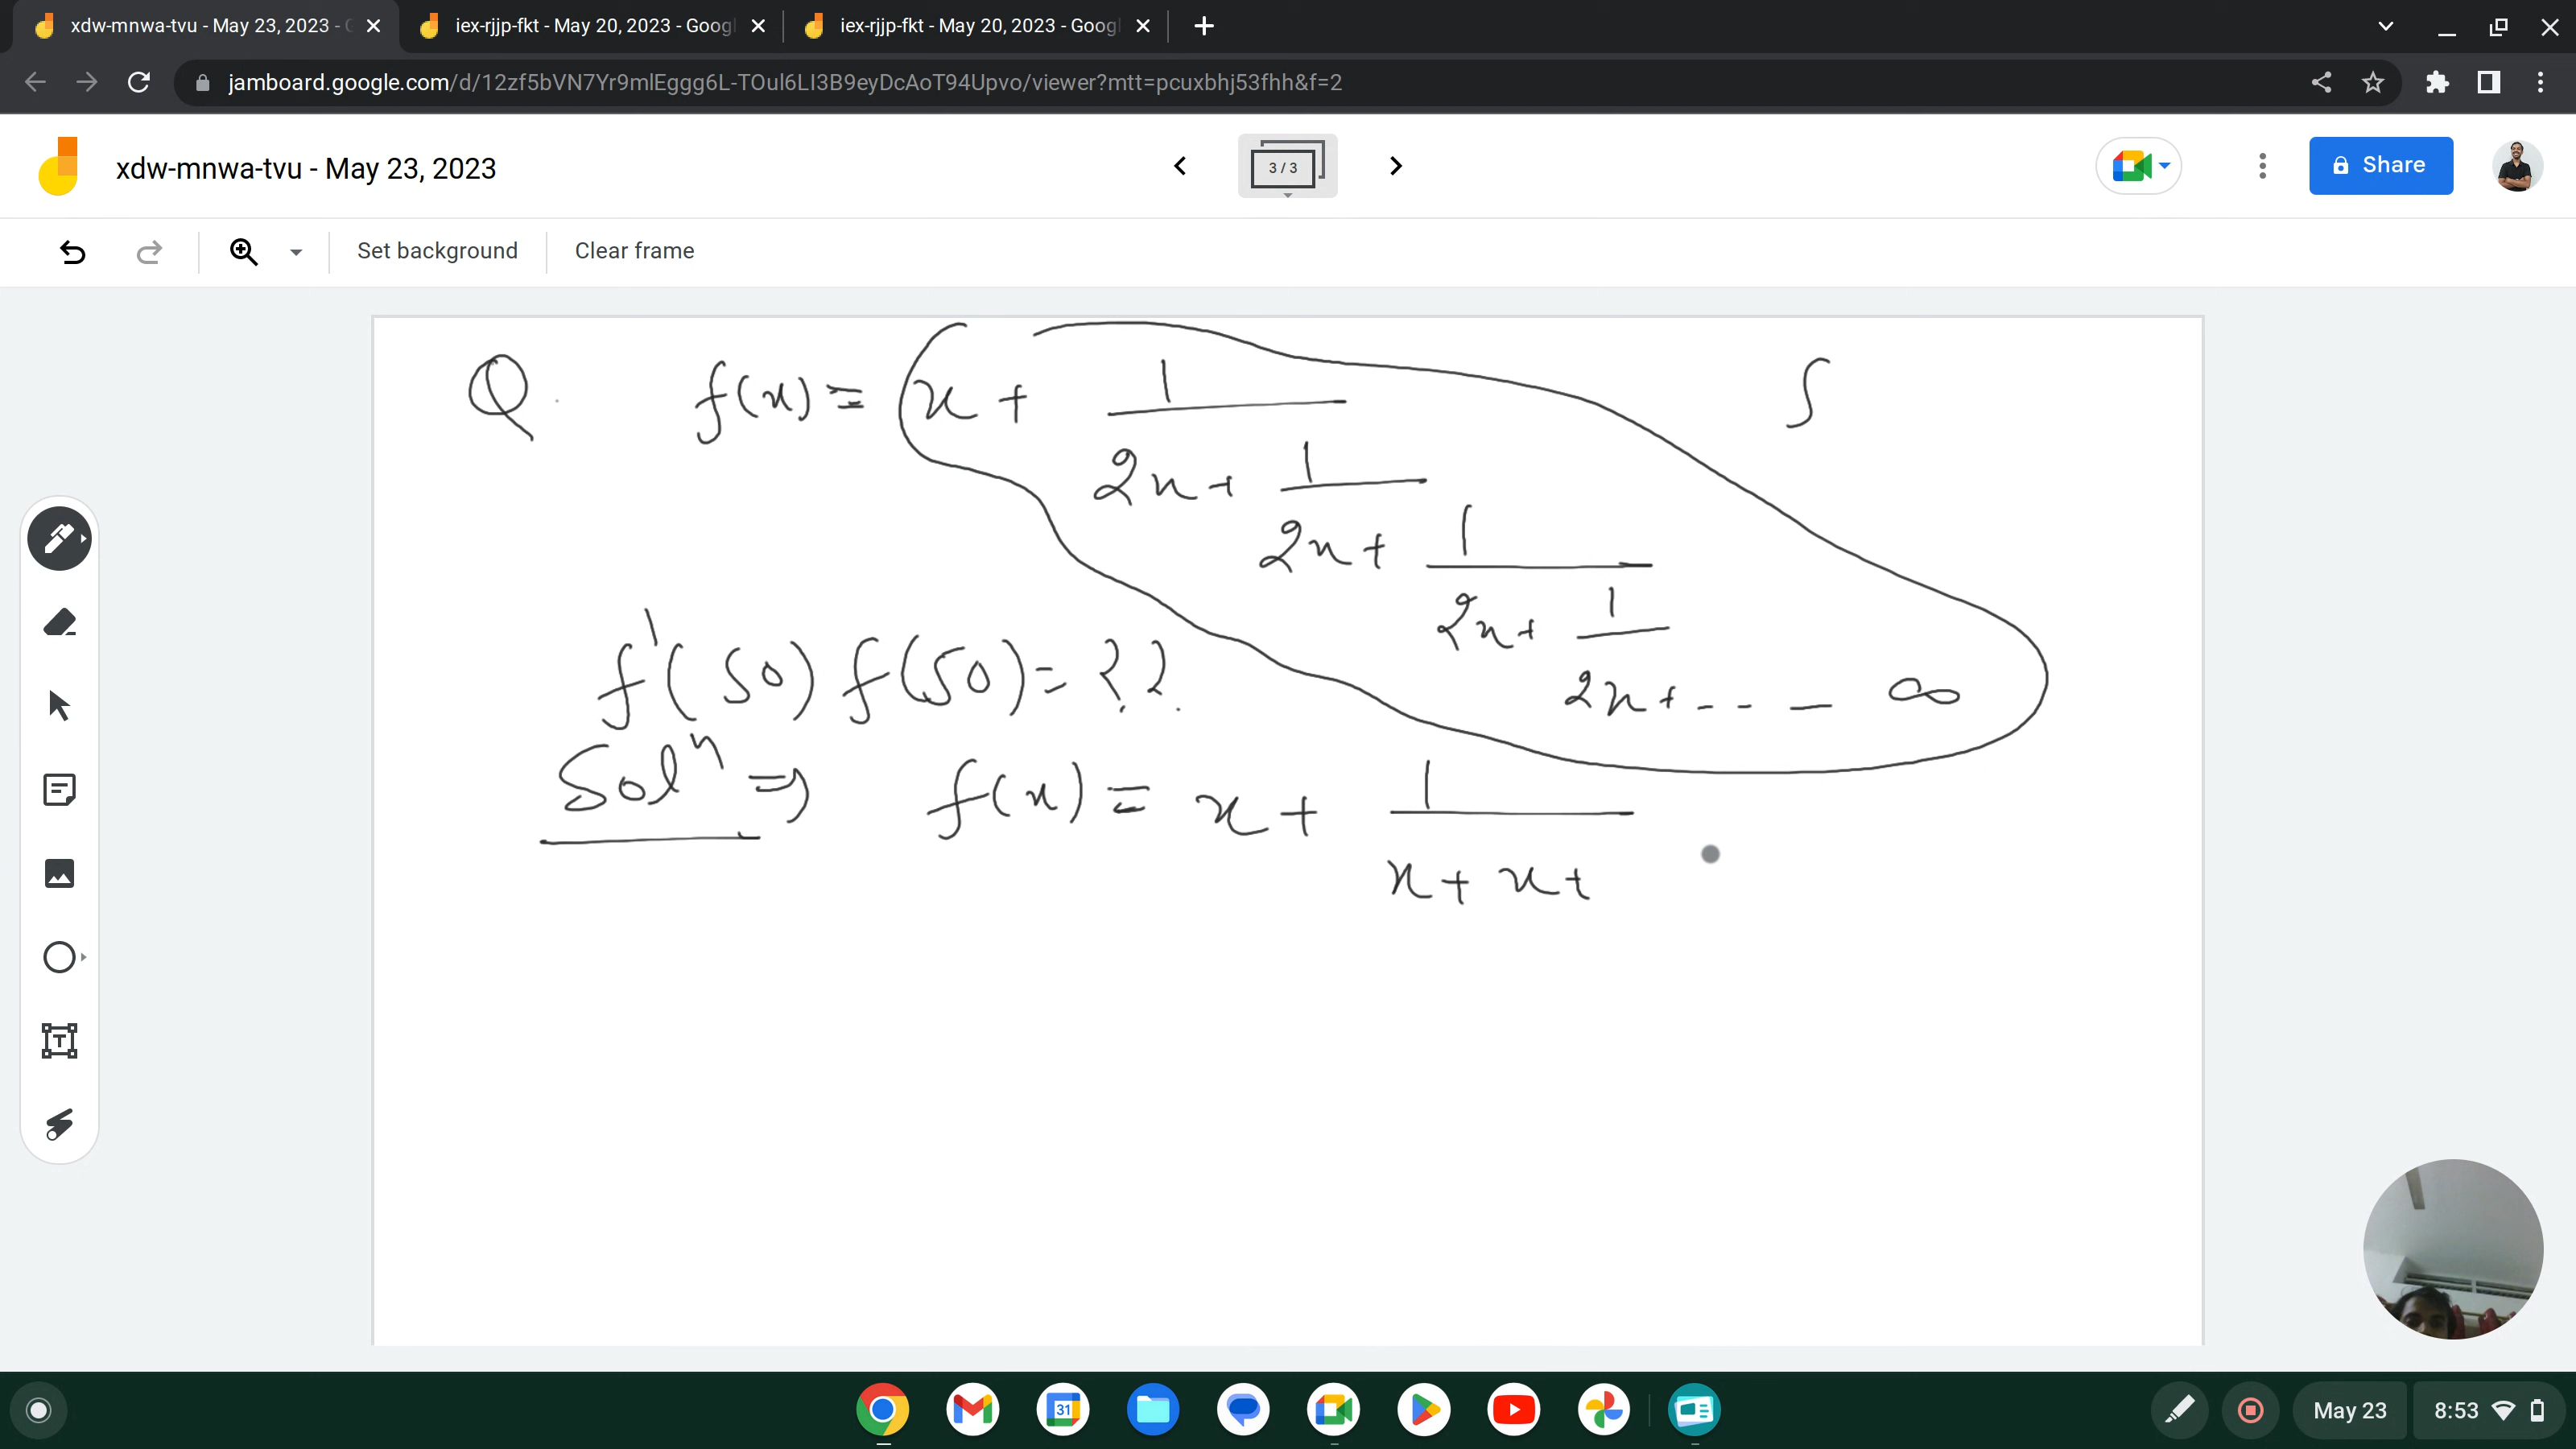 xdw-mnwa-tvu - May 23, 2023 - G
iex-rjjp-fkt - May 20, 2023 - Googl
iex-rjjp-fkt - May 20, 2023 - Googl
jamboard.google.com/d/12zf5bVN7Yr9mlEggg6L-TOul6LI3B9eyDcAoT94Upvo/viewer?mtt=pcuxbhj53fhh&f=2
xdw-mnwa-tvu - May 23, 2023
3 / 3
Share
Set background
Clear frame
Q. f(x) = x + 1
2x + 1
2x + 1
2x + 1
2x + - - - ∞
f'(50) f(50) = ??.
Solⁿ ⇒ f(x) = x + 1
x + x +
31
May 23
8:53